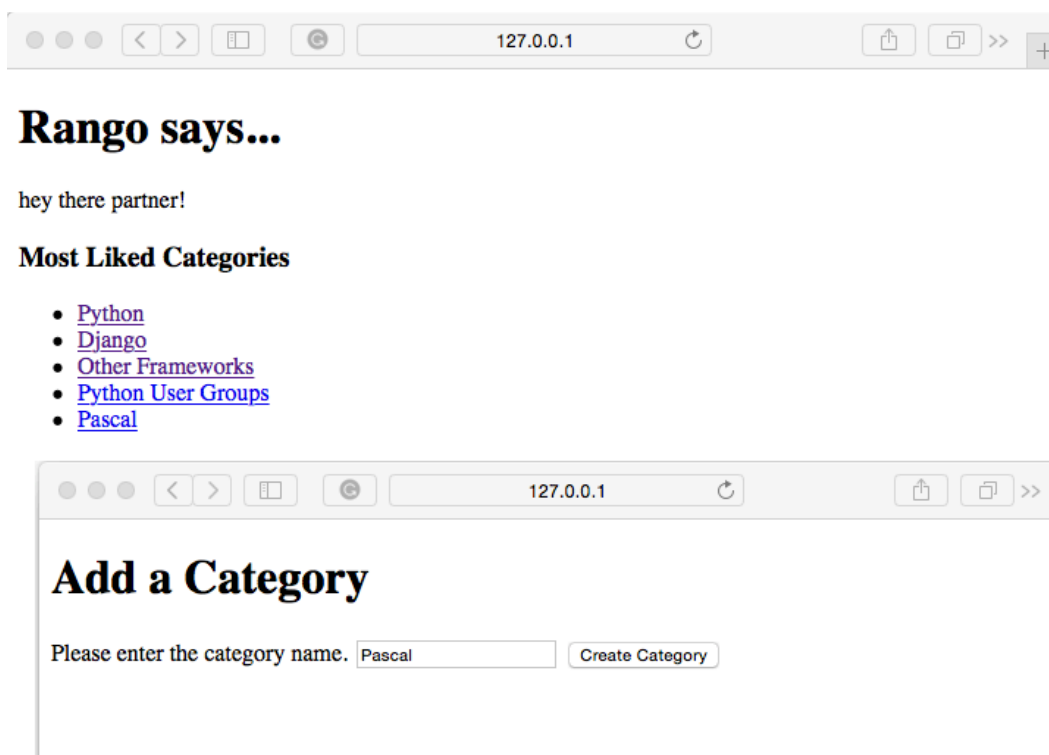 127.0.0.1
Rango says...
hey there partner!
Most Liked Categories
Python
Django
Other Frameworks
Python User Groups
Pascal
127.0.0.1
Add a Category
Please enter the category name. Pascal Create Category